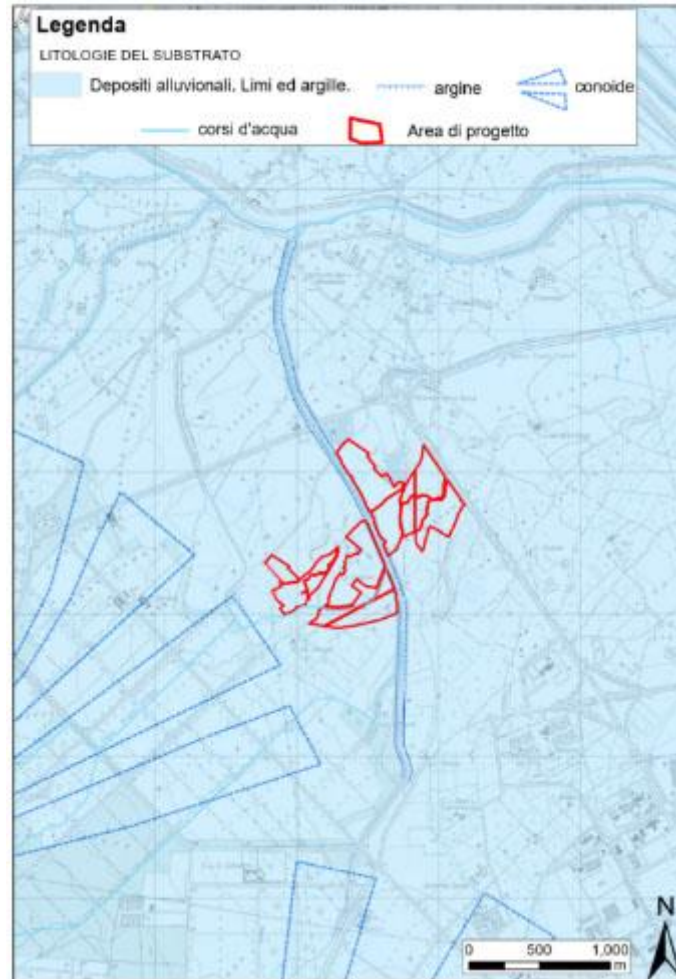 Legenda
LITOLOGIE DEL SUBSTRATO
Depositi alluvionali. Limi ed argille. argine conoide
corsi d'acqua Area di progetto
N
0 500 1,000
m